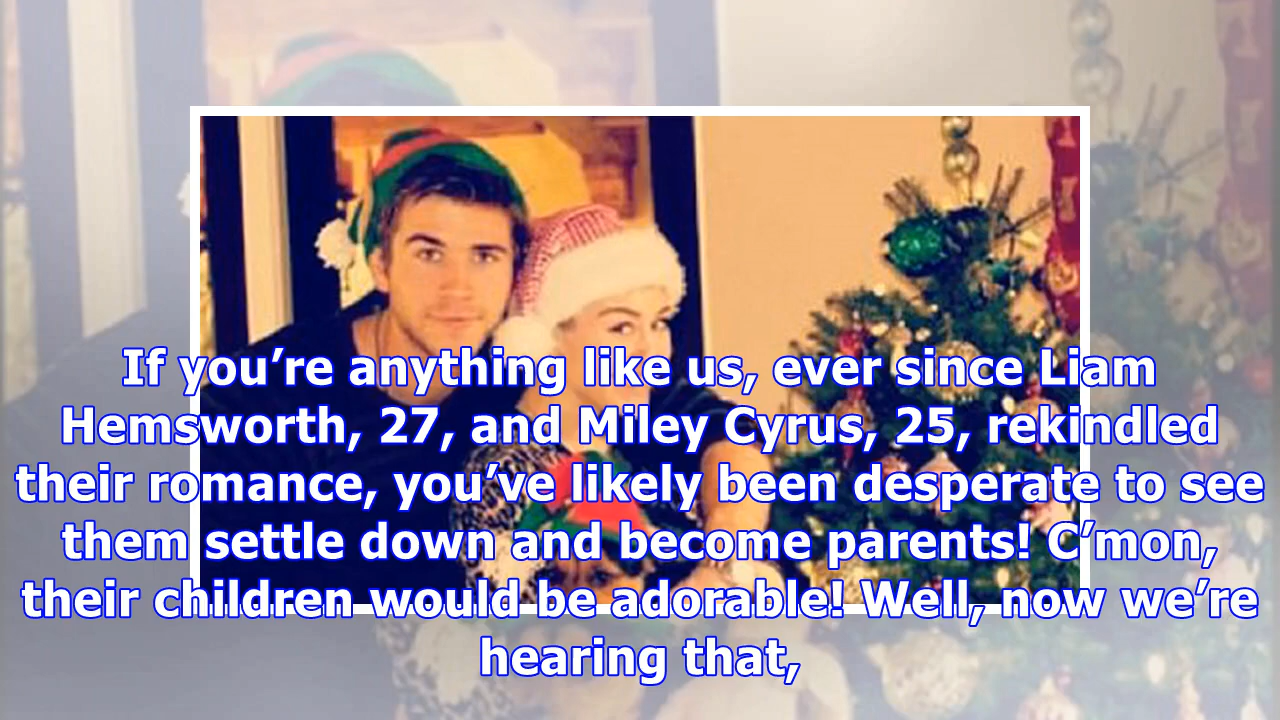 If you’re anything like us, ever since Liam
Hemsworth, 27, and Miley Cyrus, 25, rekindled
their romance, you’ve likely been desperate to see
them settle down and become parents! C’mon,
their children would be adorable! Well, now we’re
hearing that,